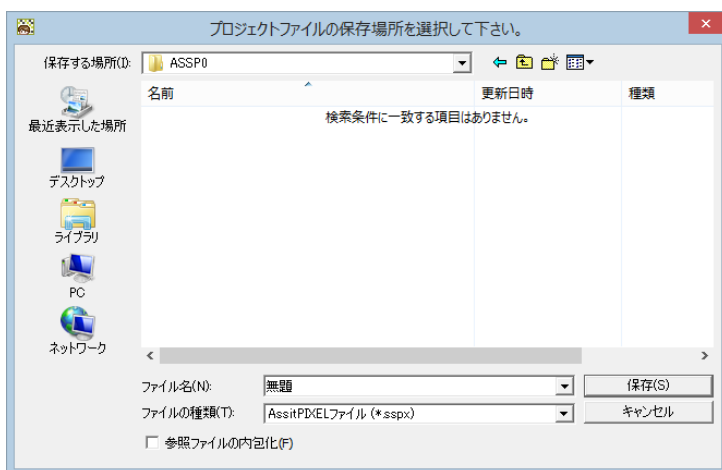 プロジェクトファイルの保存場所を選択して下さい。
保存する場所(I):
ASSP0
名前
更新日時
種類
検索条件に一致する項目はありません。
最近表示した場所
デスクトップ
ライブラリ
PC
ネットワーク
ファイル名(N):
無題
保存(S)
ファイルの種類(T):
AssitPIXELファイル (*.sspx)
キャンセル
参照ファイルの内包化(F)